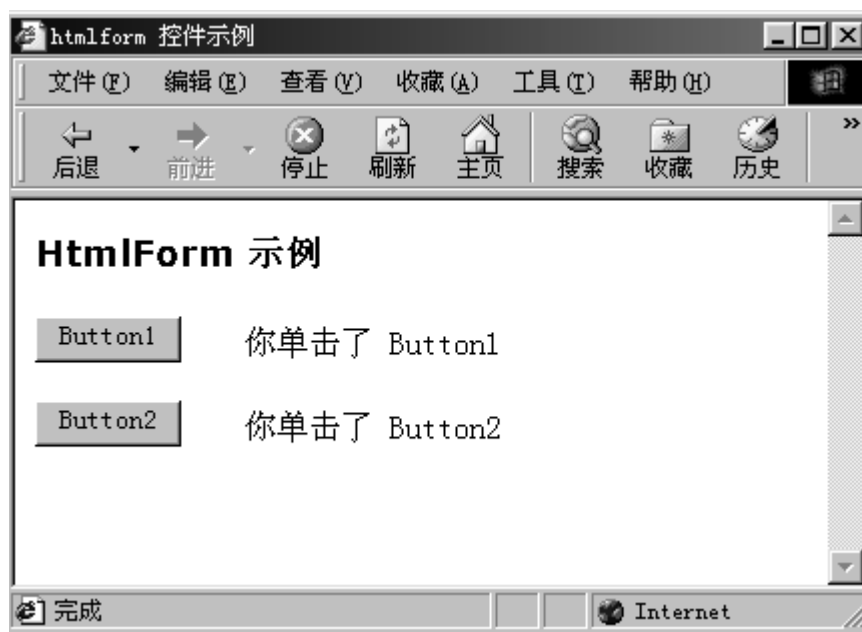 htmlform 控件示例
文件(F) 编辑(E) 查看(V) 收藏(A) 工具(T) 帮助(H)
后退 前进 停止 刷新 主页 搜索 收藏 历史 »
HtmlForm 示例
Button1 你单击了 Button1
Button2 你单击了 Button2
完成 Internet